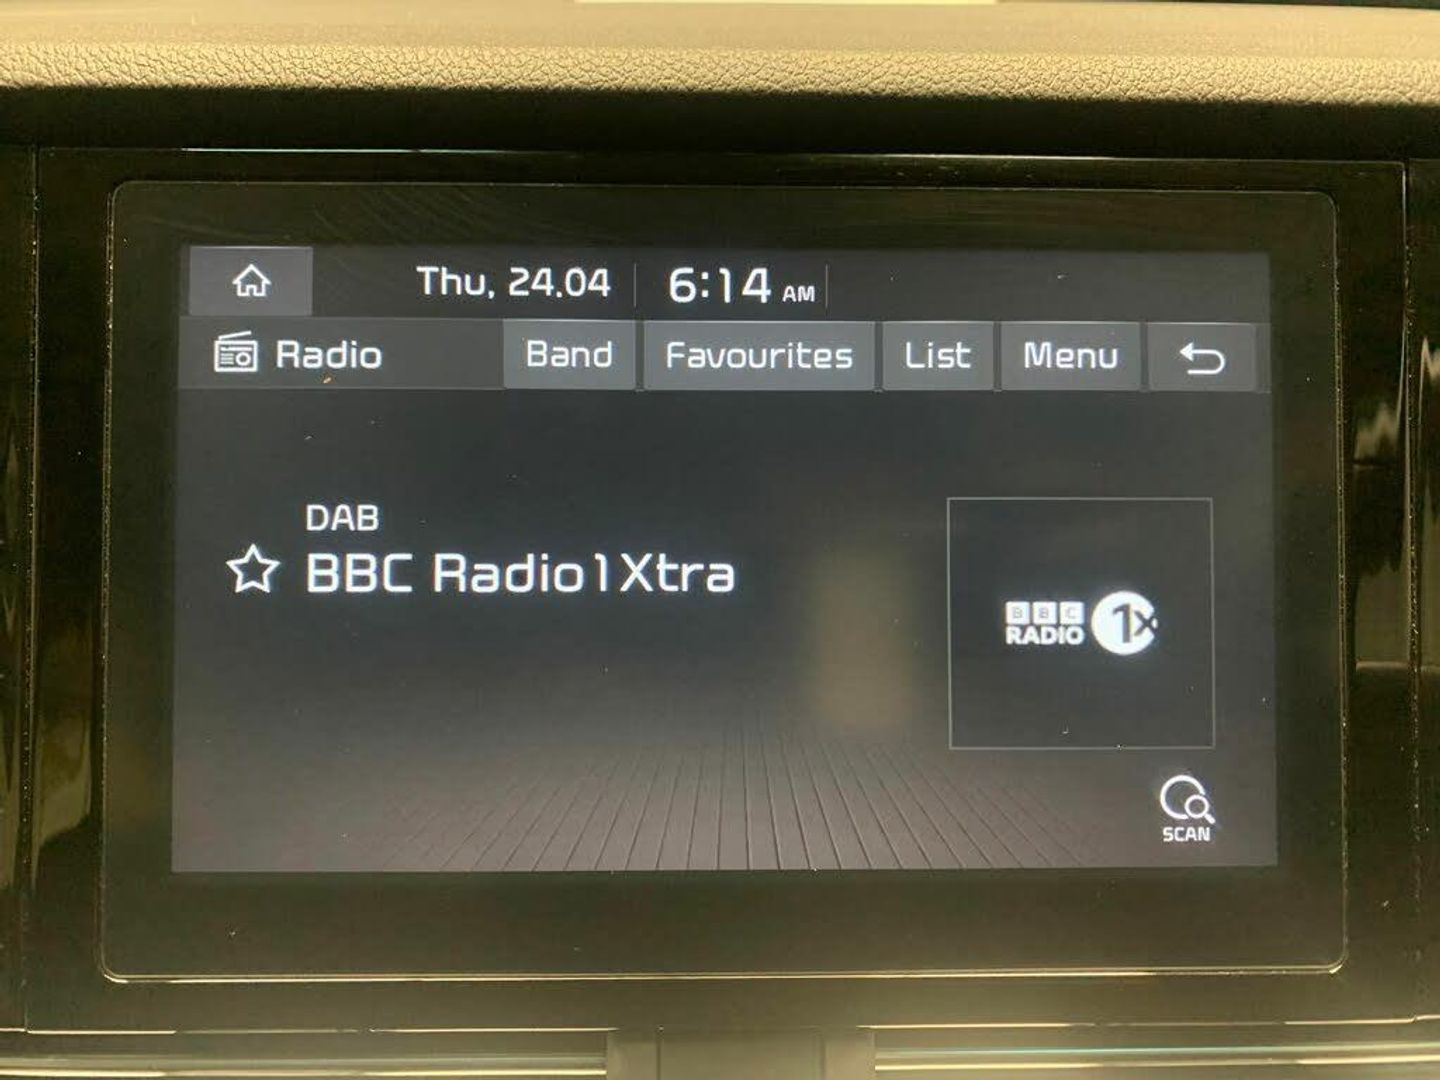 Thu, 24.04 6:14 AM
Radio Band Favourites List Menu
DAB
BBC Radio1Xtra
BBC
RADIO 1x
SCAN